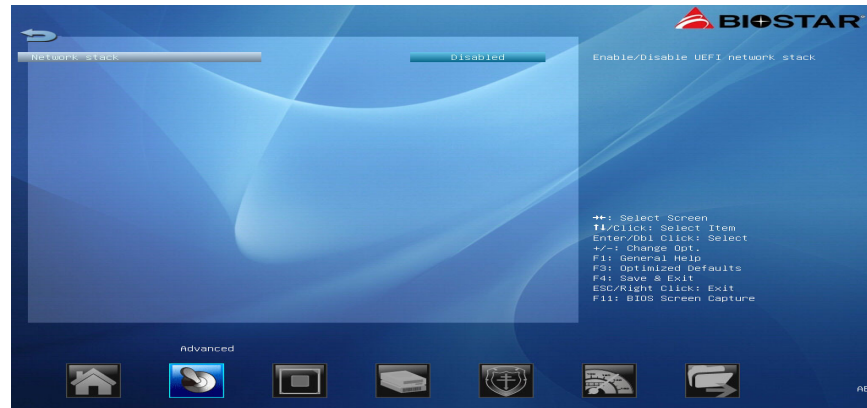 BIOSTAR
Network stack
Disabled
Enable/Disable UEFI network stack
→←: Select Screen
↑↓/Click: Select Item
Enter/Dbl Click: Select
+/-: Change Opt.
F1: General Help
F3: Optimized Defaults
F4: Save & Exit
ESC/Right Click: Exit
F11: BIOS Screen Capture
Advanced